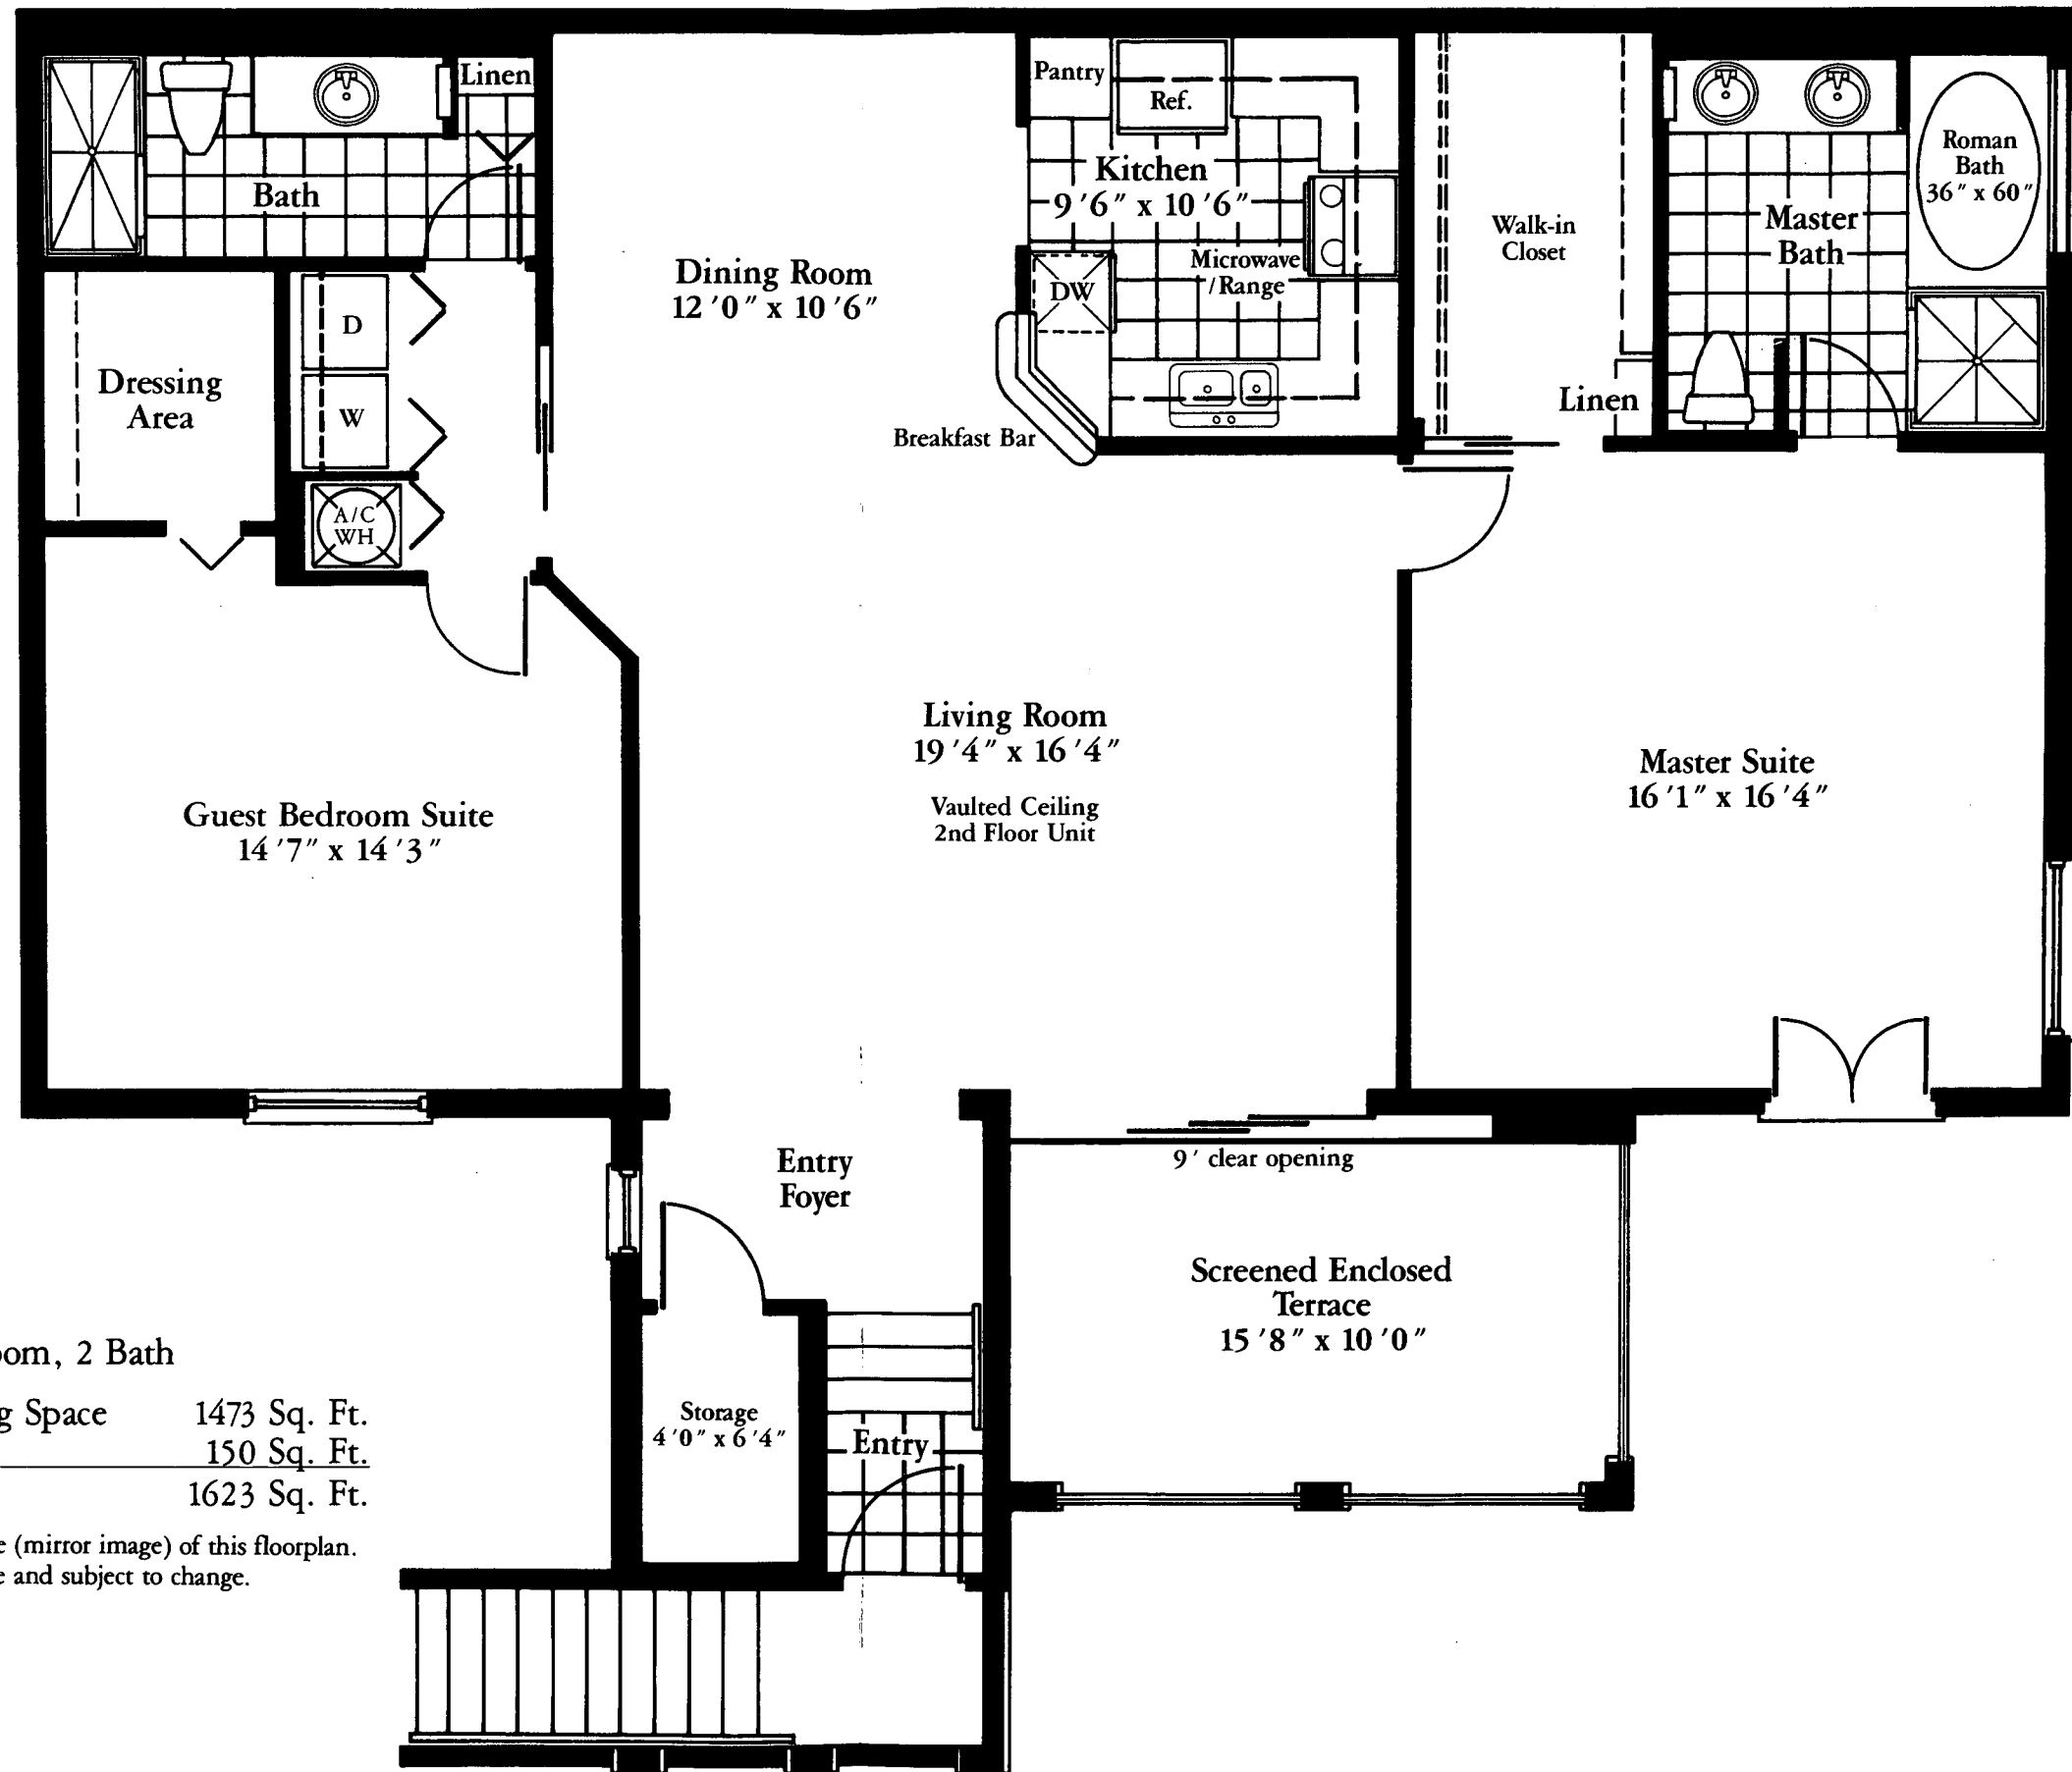 Linen
Bath
Dressing
Area
D
W
A/C
WH
Guest Bedroom Suite
14'7" x 14'3"
Dining Room
12'0" x 10'6"
Pantry
Ref.
Kitchen
9'6" x 10'6"
Microwave
/Range
DW
Breakfast Bar
Walk-in
Closet
Linen
Master
Bath
Roman
Bath
36" x 60"
Living Room
19'4" x 16'4"
Vaulted Ceiling
2nd Floor Unit
Master Suite
16'1" x 16'4"
Entry
Foyer
9' clear opening
Screened Enclosed
Terrace
15'8" x 10'0"
Storage
4'0" x 6'4"
Entry
oom, 2 Bath
g Space 1473 Sq. Ft.
150 Sq. Ft.
1623 Sq. Ft.
e (mirror image) of this floorplan.
e and subject to change.